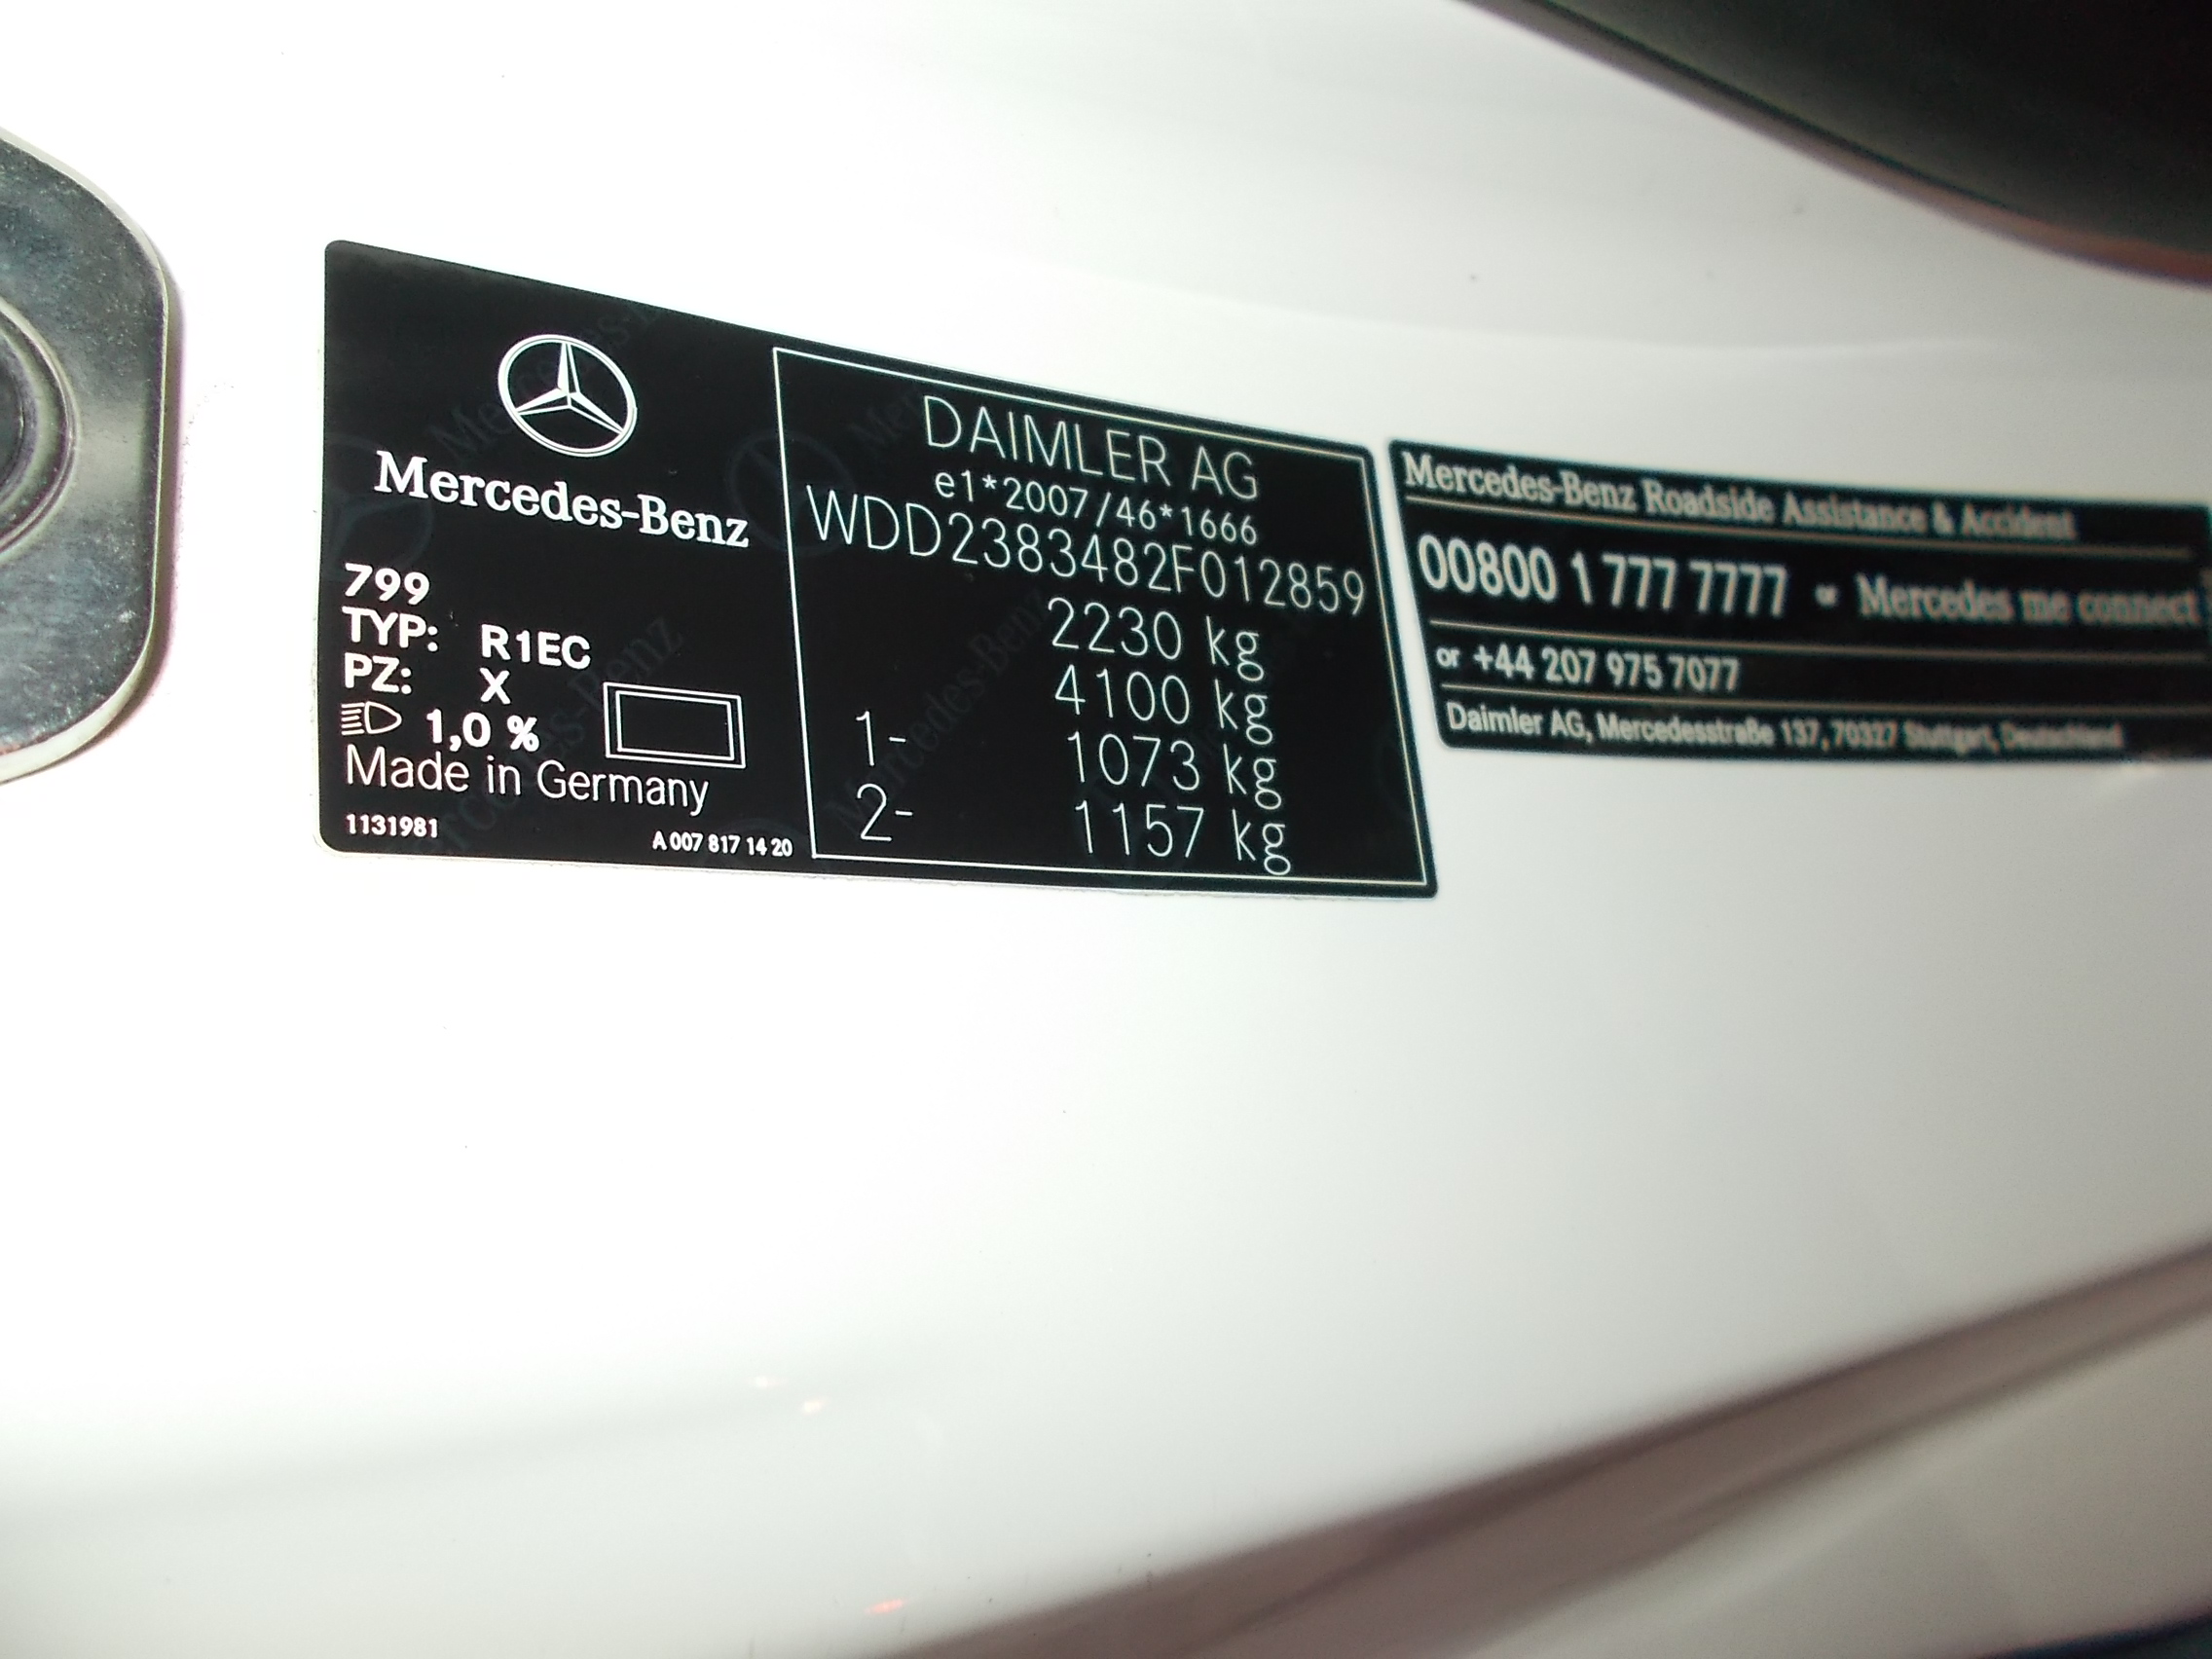 Mercedes-Benz
799
TYP: R1EC
PZ: X
1,0 %
Made in Germany
1131981
A 007 817 14 20
DAIMLER AG
e1*2007/46*1666
WDD2383482F012859
2230 kg
4100 kg
1- 1073 kg
2- 1157 kg
Mercedes-Benz Roadside Assistance & Accident
00800 1 777 7777 or Mercedes me connect
or +44 207 975 7077
Daimler AG, Mercedesstraße 137, 70327 Stuttgart, Deutschland